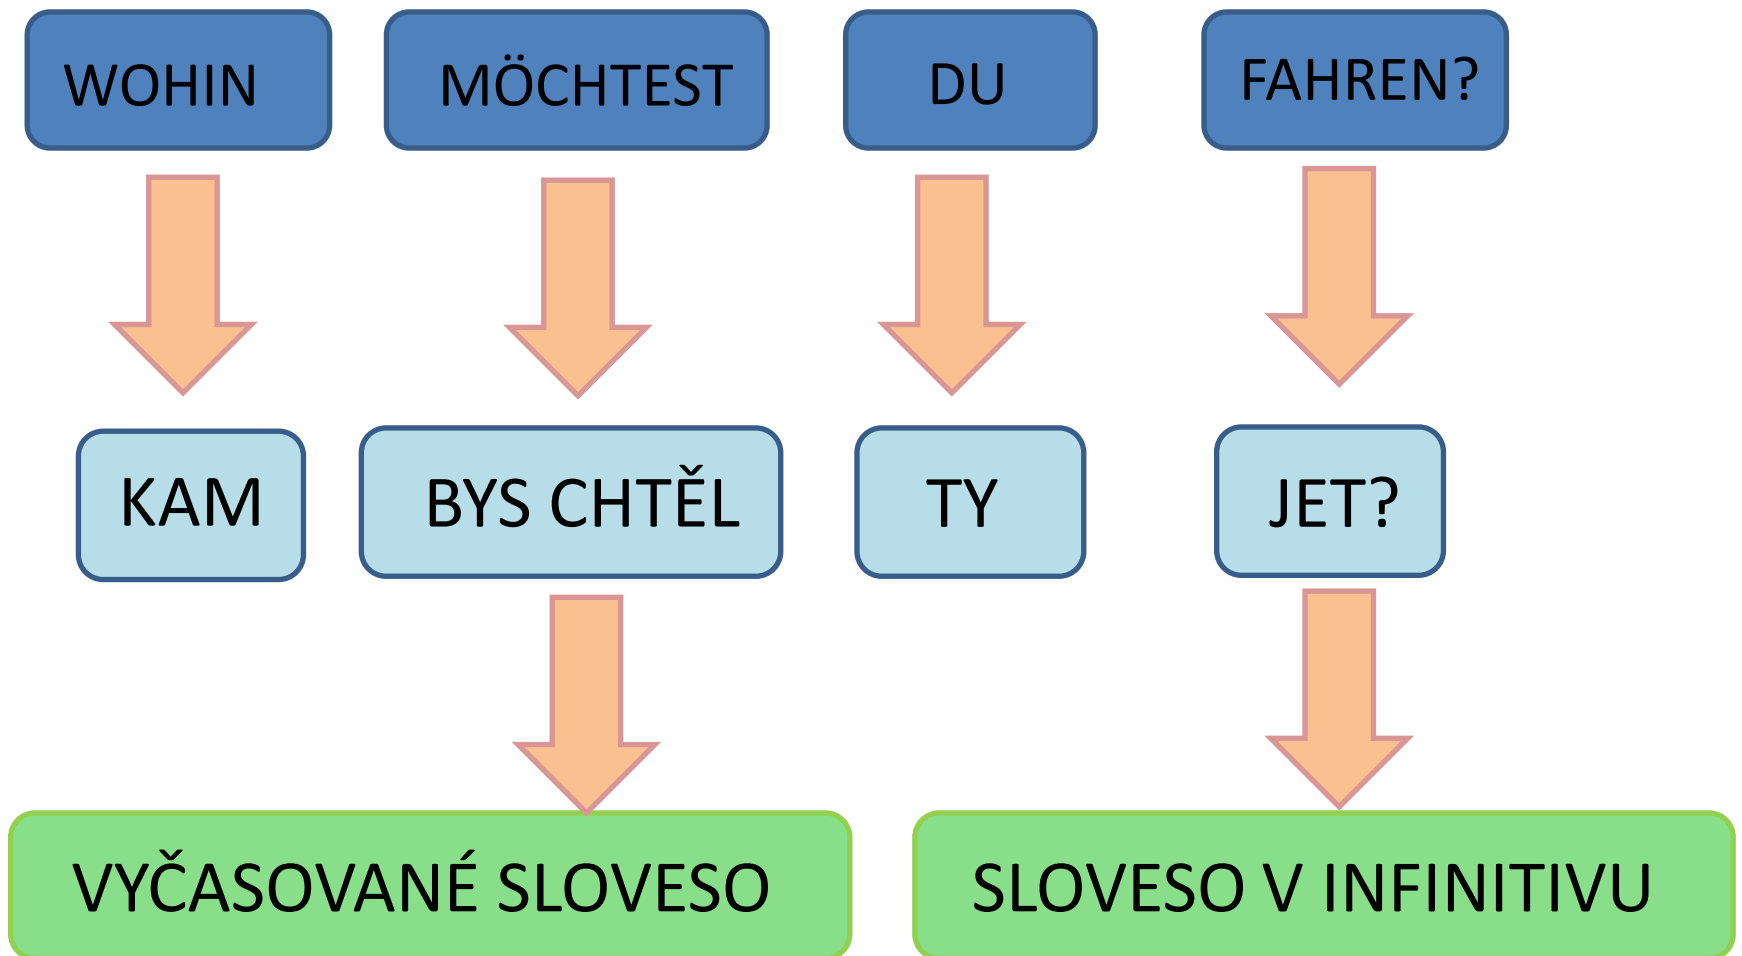 WOHIN MÖCHTEST DU FAHREN?
KAM BYS CHTĚL TY JET?
VYČASOVANÉ SLOVESO SLOVESO V INFINITIVU